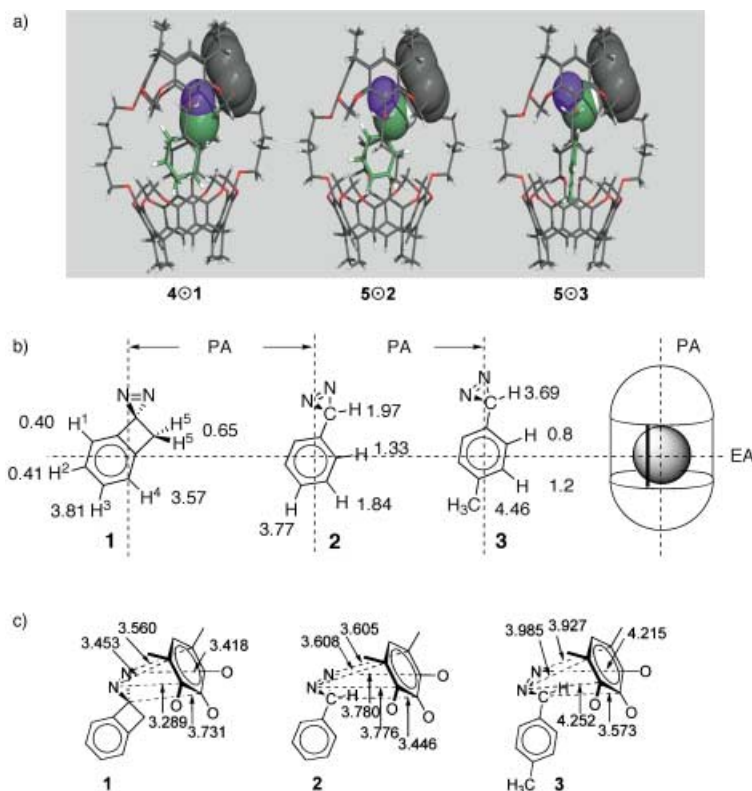 a)
4⊙1 5⊙2 5⊙3
b) PA PA PA
N=N N N N N
0.40 H¹ H⁵ H⁵ 0.65 C H 1.97 C H 3.69
0.41 H² H 1.33 H 0.8 EA
3.81 H³ H⁴ 3.57 H H 1.84 H 1.2
3.77 H₃C 4.46
1 2 3
c)
3.453 3.560 3.418 3.608 3.605 3.985 3.927 4.215
N N O N N O N N O
O O C H O O C H O O
3.289 3.731 3.780 3.776 3.446 4.252 3.573
H₃C
1 2 3